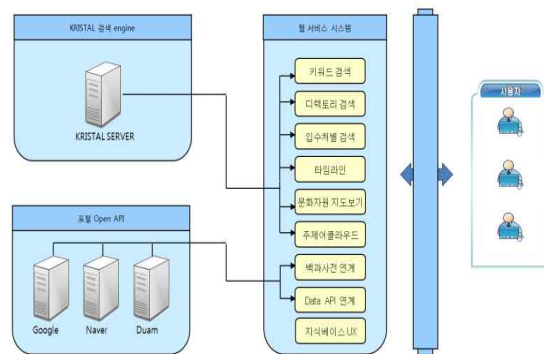 KRISTAL 검색 engine
KRISTAL SERVER
포털 Open API
Google
Naver
Duam
웹 서비스 시스템
키워드 검색
디렉토리 검색
입수처별 검색
타임라인
문화자원 지도보기
주제어클라우드
백과사전 연계
Data API 연계
지식베이스 UX
사용자